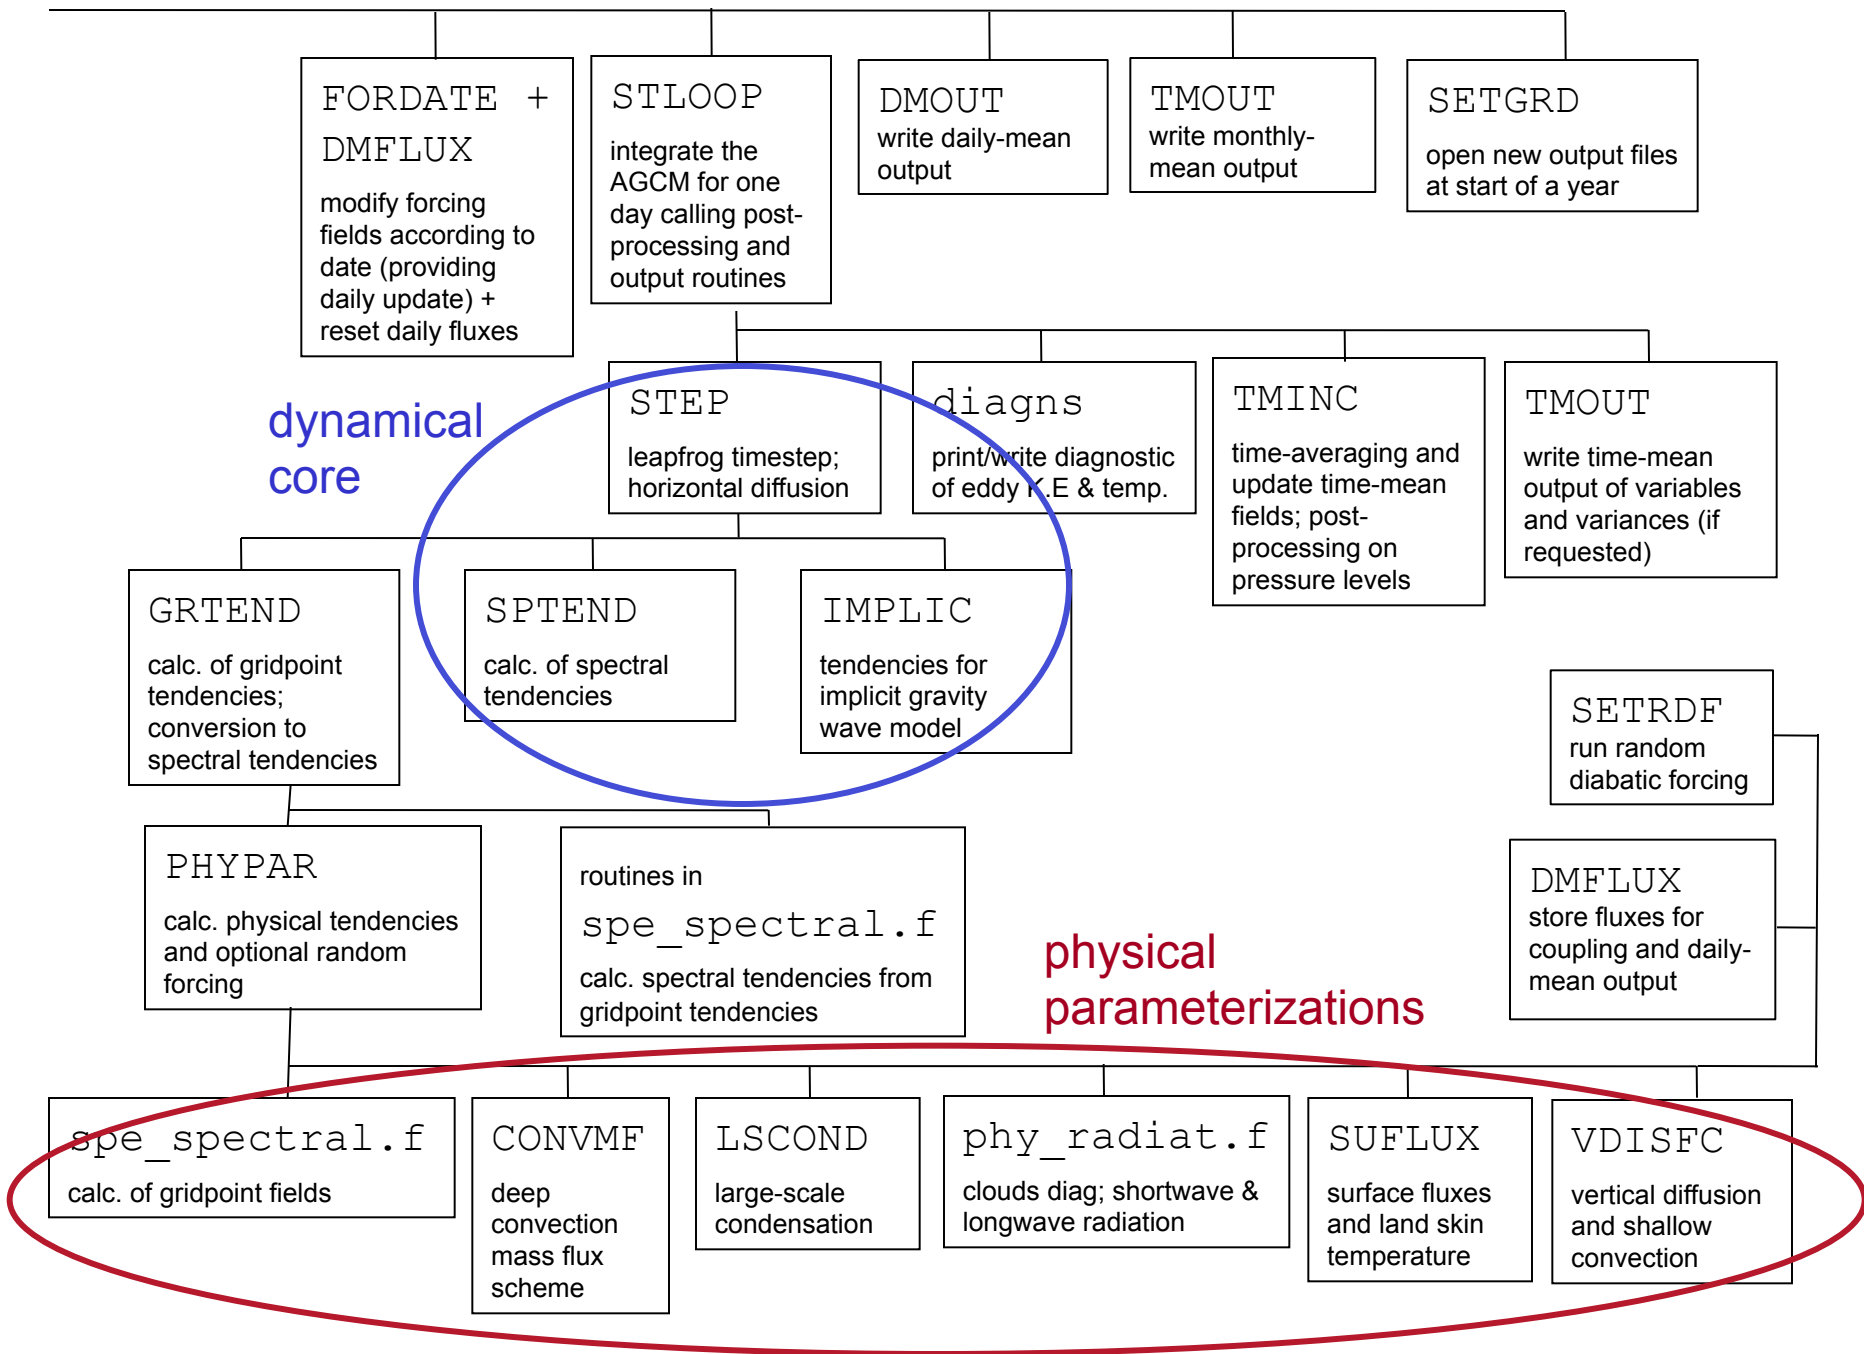 FORDATE +
DMFLUX
modify forcing
fields according to
date (providing
daily update) +
reset daily fluxes
STLOOP
integrate the
AGCM for one
day calling post-
processing and
output routines
DMOUT
write daily-mean
output
TMOUT
write monthly-
mean output
SETGRD
open new output files
at start of a year
dynamical
core
STEP
leapfrog timestep;
horizontal diffusion
diagns
print/write diagnostic
of eddy K.E & temp.
TMINC
time-averaging and
update time-mean
fields; post-
processing on
pressure levels
TMOUT
write time-mean
output of variables
and variances (if
requested)
GRTEND
calc. of gridpoint
tendencies;
conversion to
spectral tendencies
SPTEND
calc. of spectral
tendencies
IMPLIC
tendencies for
implicit gravity
wave model
SETRDF
run random
diabatic forcing
PHYPAR
calc. physical tendencies
and optional random
forcing
routines in
spe_spectral.f
calc. spectral tendencies from
gridpoint tendencies
physical
parameterizations
DMFLUX
store fluxes for
coupling and daily-
mean output
spe_spectral.f
calc. of gridpoint fields
CONVMF
deep
convection
mass flux
scheme
LSCOND
large-scale
condensation
phy_radiat.f
clouds diag; shortwave &
longwave radiation
SUFLUX
surface fluxes
and land skin
temperature
VDISFC
vertical diffusion
and shallow
convection